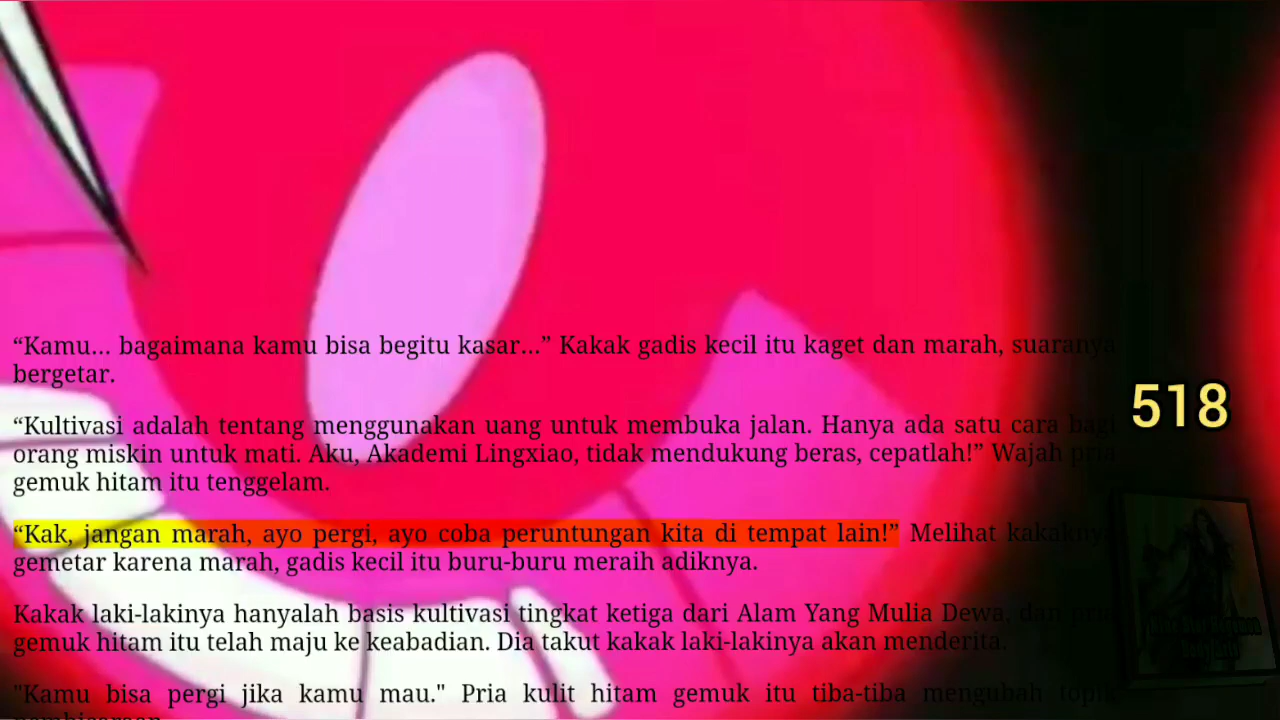 “Kamu... bagaimana kamu bisa begitu kasar...” Kakak gadis kecil itu kaget dan marah, suaranya
bergetar.
“Kultivasi adalah tentang menggunakan uang untuk membuka jalan. Hanya ada satu cara bagi
orang miskin untuk mati. Aku, Akademi Lingxiao, tidak mendukung beras, cepatlah!” Wajah pria
gemuk hitam itu tenggelam.
518
“Kak, jangan marah, ayo pergi, ayo coba peruntungan kita di tempat lain!” Melihat kakaknya
gemetar karena marah, gadis kecil itu buru-buru meraih adiknya.
Kakak laki-lakinya hanyalah basis kultivasi tingkat ketiga dari Alam Yang Mulia Dewa, dan pria
gemuk hitam itu telah maju ke keabadian. Dia takut kakak laki-lakinya akan menderita.
"Kamu bisa pergi jika kamu mau." Pria kulit hitam gemuk itu tiba-tiba mengubah topik